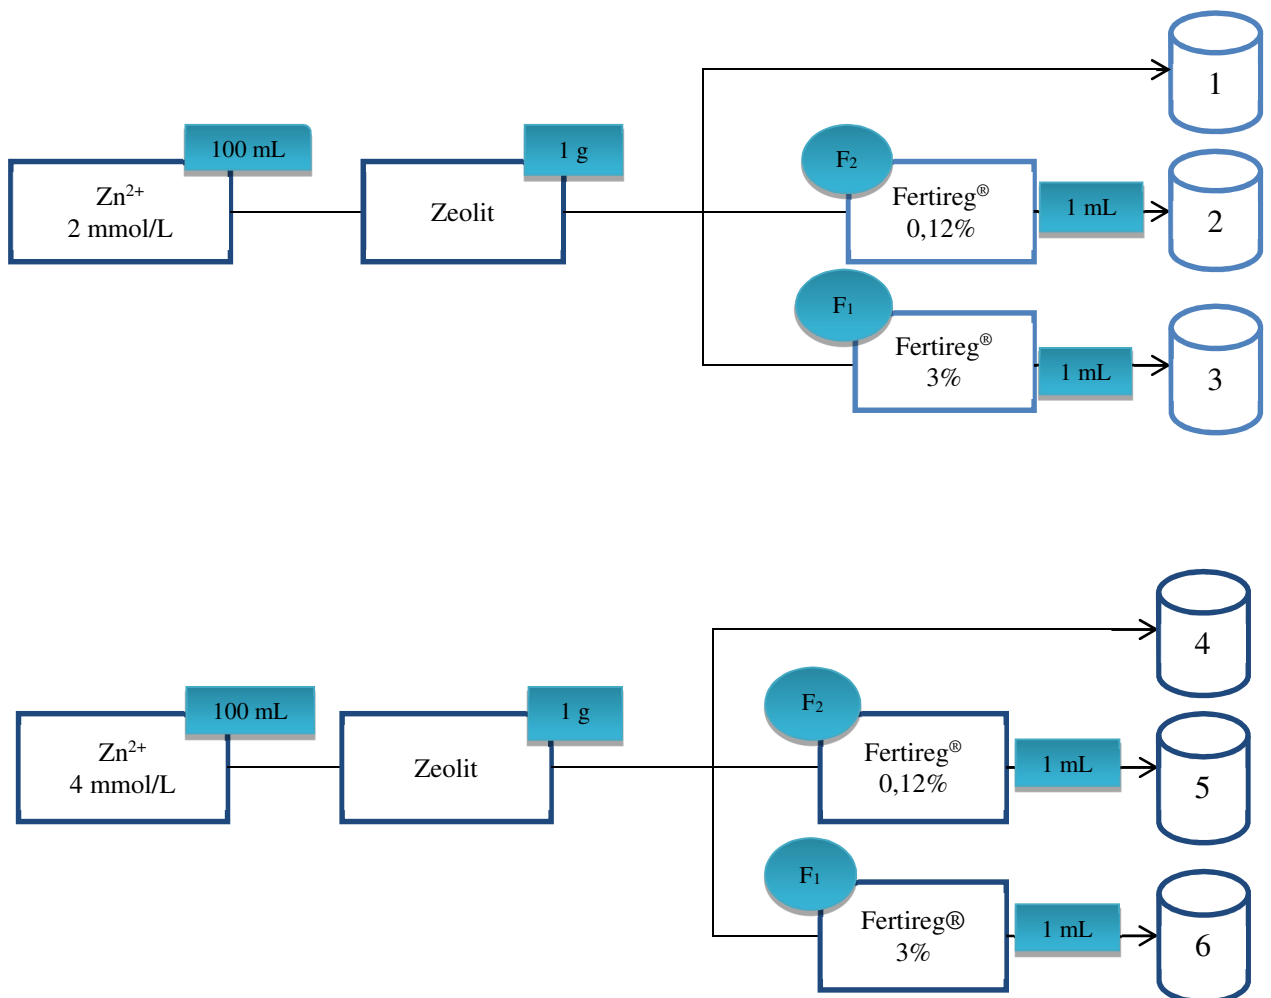 1
100 mL
1 g
F₂
Zn²⁺
2 mmol/L
Zeolit
Fertireg®
0,12%
1 mL
2
F₁
Fertireg®
3%
1 mL
3
4
100 mL
1 g
F₂
Zn²⁺
4 mmol/L
Zeolit
Fertireg®
0,12%
1 mL
5
F₁
Fertireg®
3%
1 mL
6